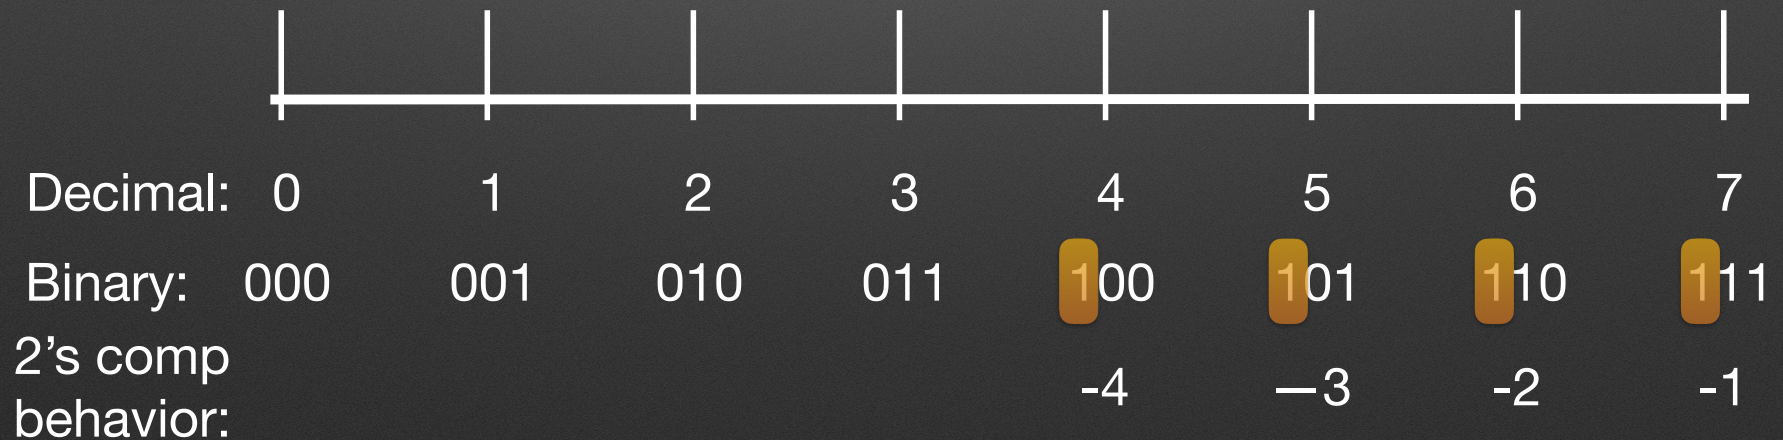 Decimal: 0 1 2 3 4 5 6 7
Binary: 000 001 010 011 100 101 110 111
2’s comp
behavior: -4 —3 -2 -1